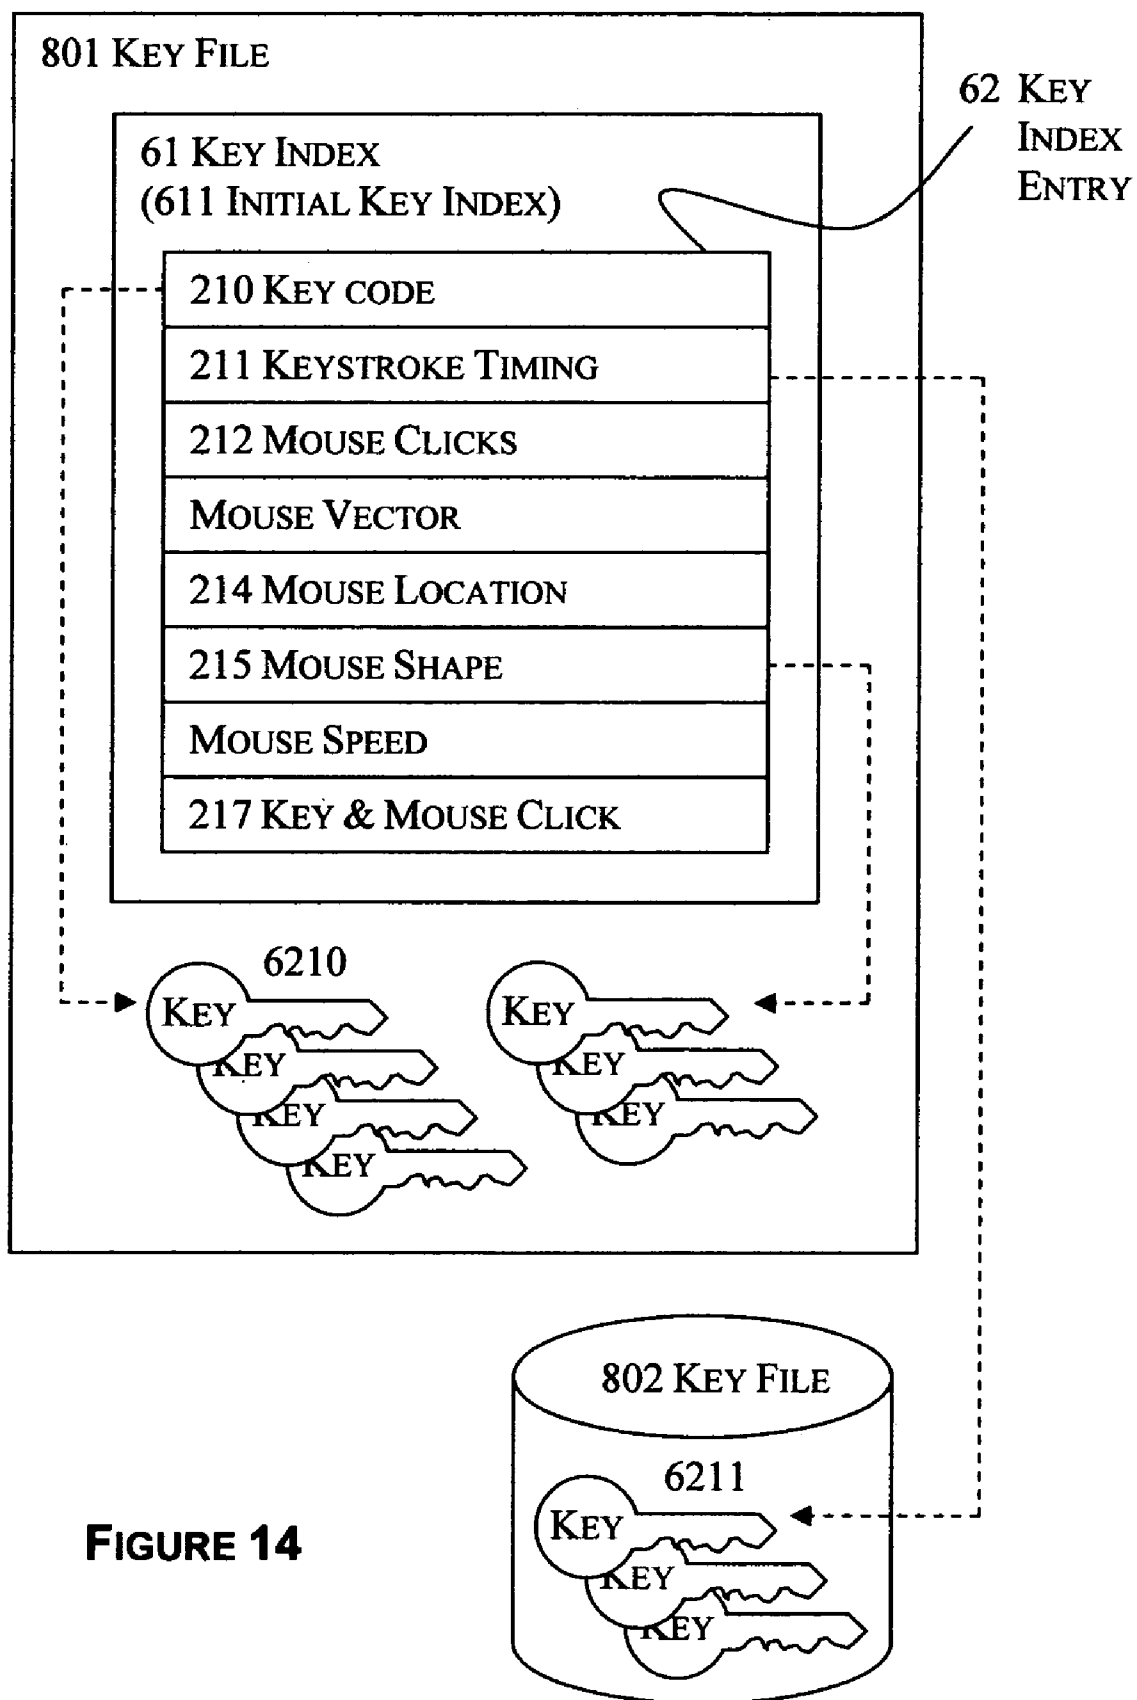 801 KEY FILE
62 KEY
INDEX
ENTRY
61 KEY INDEX
(611 INITIAL KEY INDEX)
210 KEY CODE
211 KEYSTROKE TIMING
212 MOUSE CLICKS
MOUSE VECTOR
214 MOUSE LOCATION
215 MOUSE SHAPE
MOUSE SPEED
217 KEY & MOUSE CLICK
6210
KEY
KEY
KEY
KEY
KEY
KEY
KEY
802 KEY FILE
6211
KEY
KEY
KEY
FIGURE 14